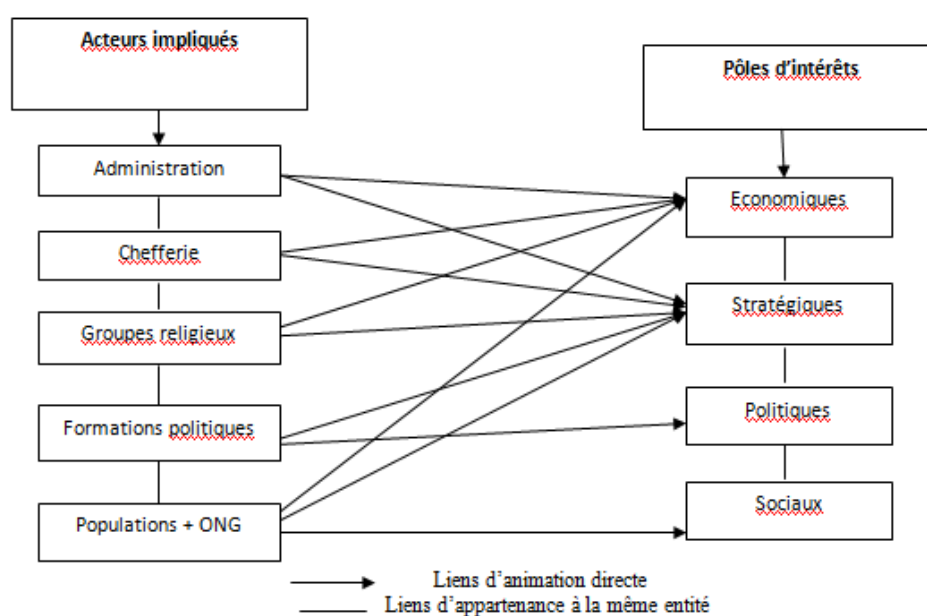 Acteurs impliqués
Pôles d'intérêts
Administration
Economiques
Chefferie
Stratégiques
Groupes religieux
Politiques
Formations politiques
Sociaux
Populations + ONG
Liens d'animation directe
Liens d'appartenance à la même entité